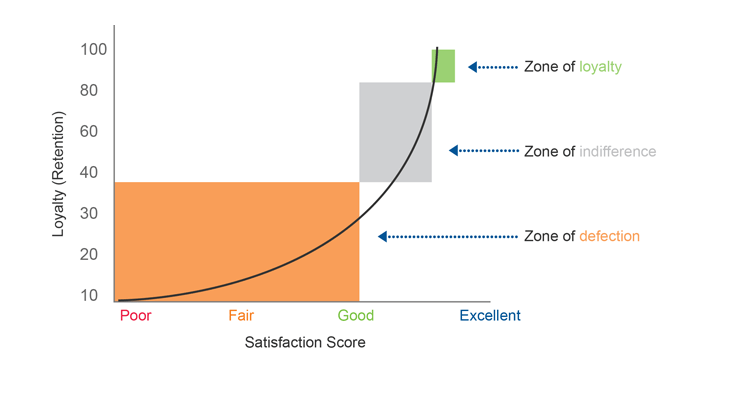 100
80
60
40
30
20
10
Loyalty (Retention)
Zone of loyalty
Zone of indifference
Zone of defection
Poor
Fair
Good
Excellent
Satisfaction Score